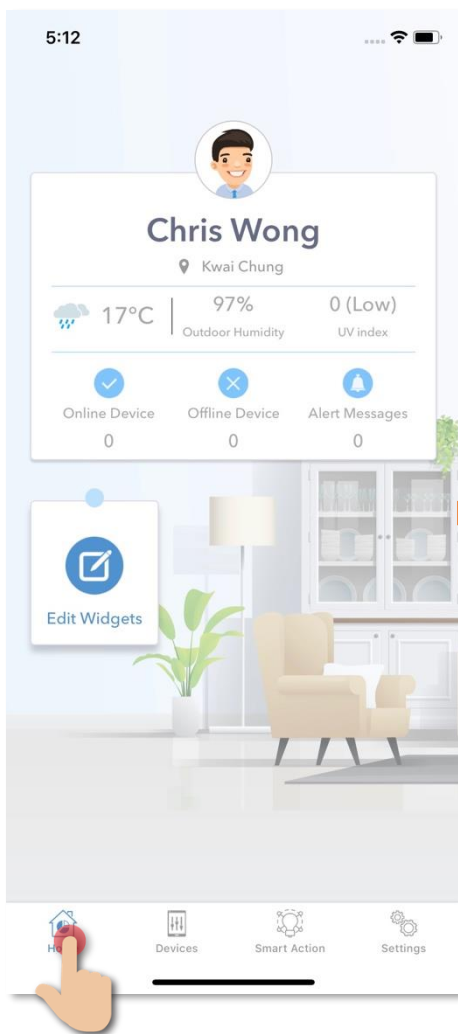 5:12
Chris Wong
Kwai Chung
17°C
97%
0 (Low)
Outdoor Humidity
UV index
Online Device
Offline Device
Alert Messages
0
0
0
Edit Widgets
Devices
Smart Action
Settings